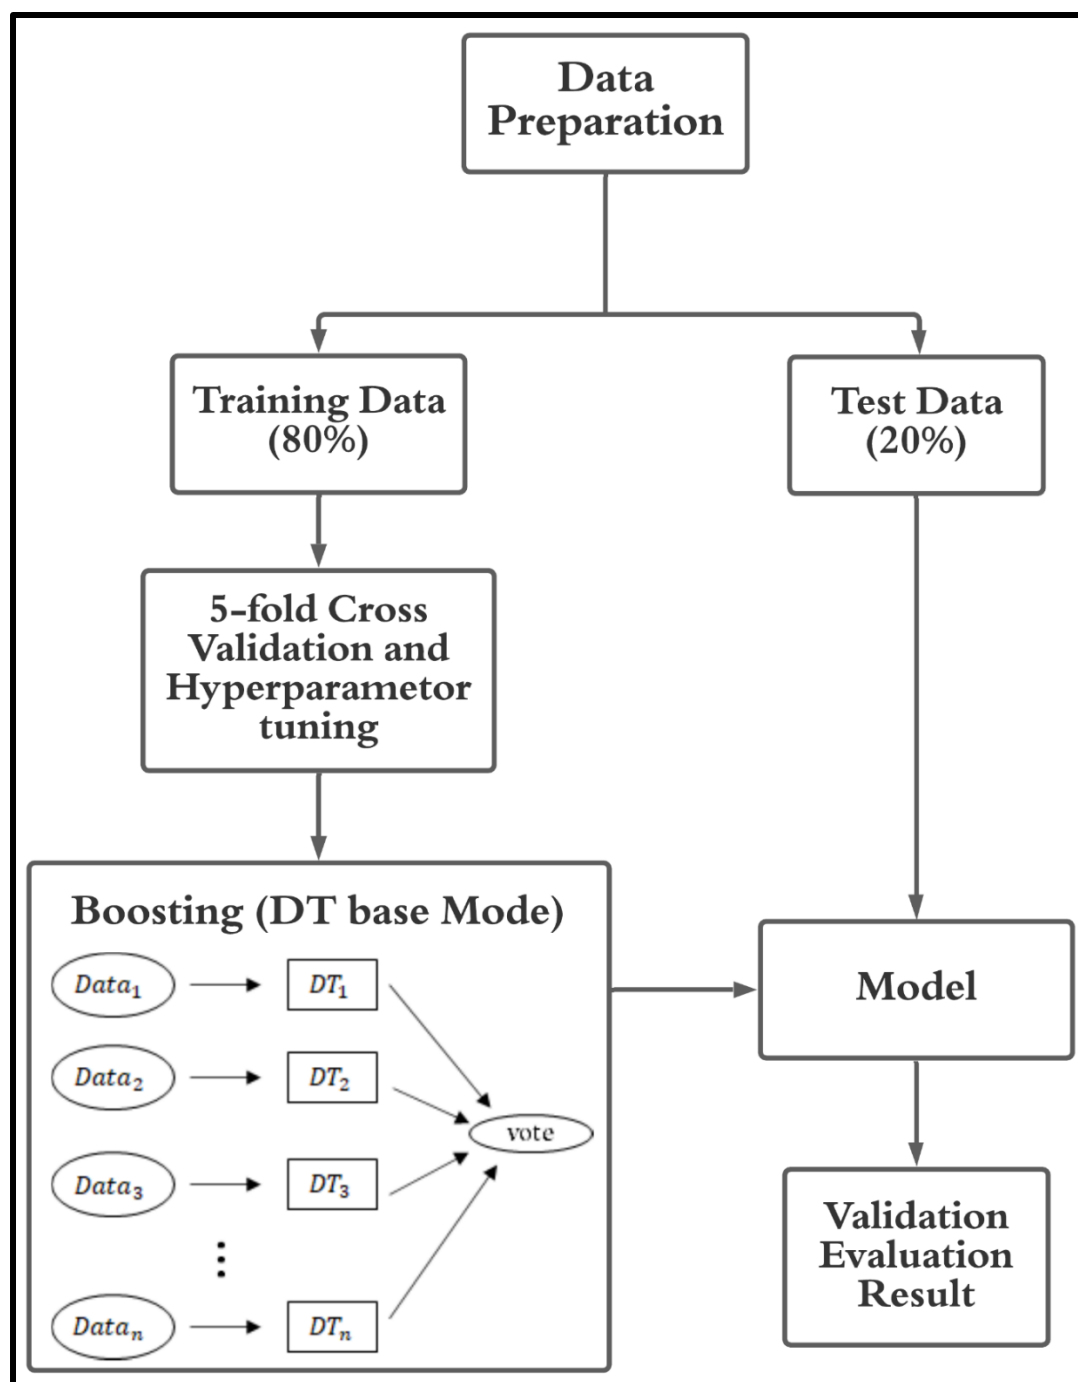 Data
Preparation
Training Data
(80%)
Test Data
(20%)
5-fold Cross
Validation and
Hyperparametor
tuning
Boosting (DT base Mode)
Data₁
DT₁
Data₂
DT₂
Data₃
DT₃
⋮
Dataₙ
DTₙ
vote
Model
Validation
Evaluation
Result